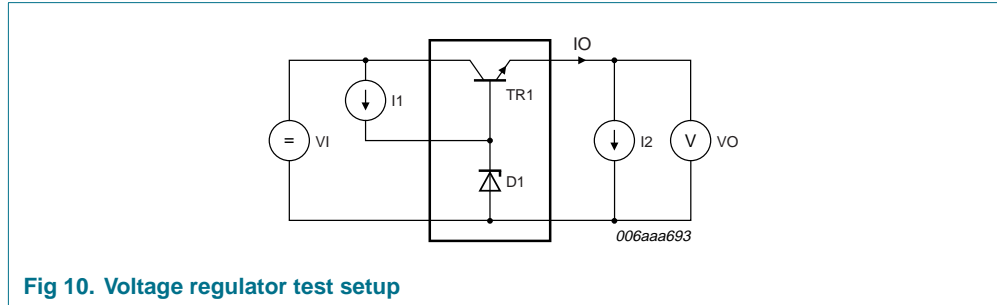 IO
TR1
I1
= VI
I2
V VO
D1
006aaa693
Fig 10. Voltage regulator test setup